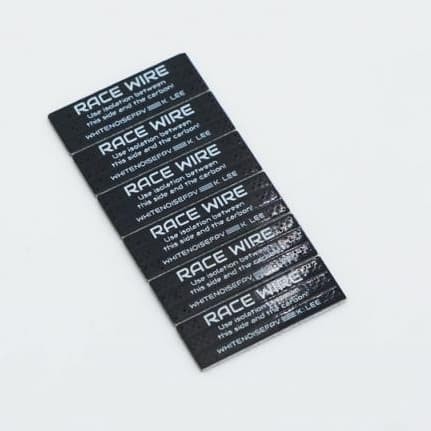 RACE WIRE
Use isolation between
this side and the carbon!
WHITENOISEFPV K. LEE
RACE WIRE
Use isolation between
this side and the carbon!
WHITENOISEFPV K. LEE
RACE WIRE
Use isolation between
this side and the carbon!
WHITENOISEFPV K. LEE
RACE WIRE
Use isolation between
this side and the carbon!
WHITENOISEFPV K. LEE
RACE WIRE
Use isolation between
this side and the carbon!
WHITENOISEFPV K. LEE
RACE WIRE
Use isolation between
this side and the carbon!
WHITENOISEFPV K. LEE